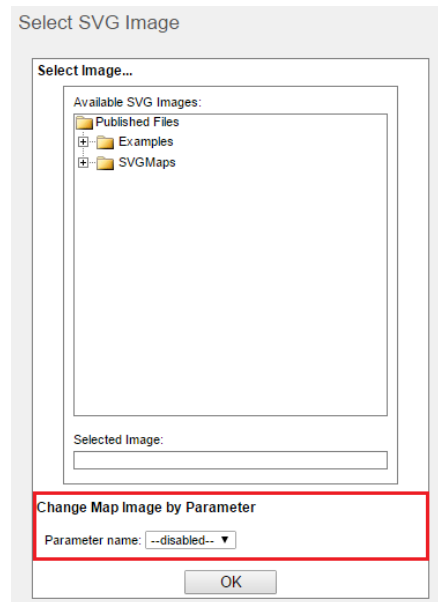 Select SVG Image
Select Image...
Available SVG Images:
Published Files
Examples
SVGMaps
Selected Image:
Change Map Image by Parameter
Parameter name: --disabled--
OK